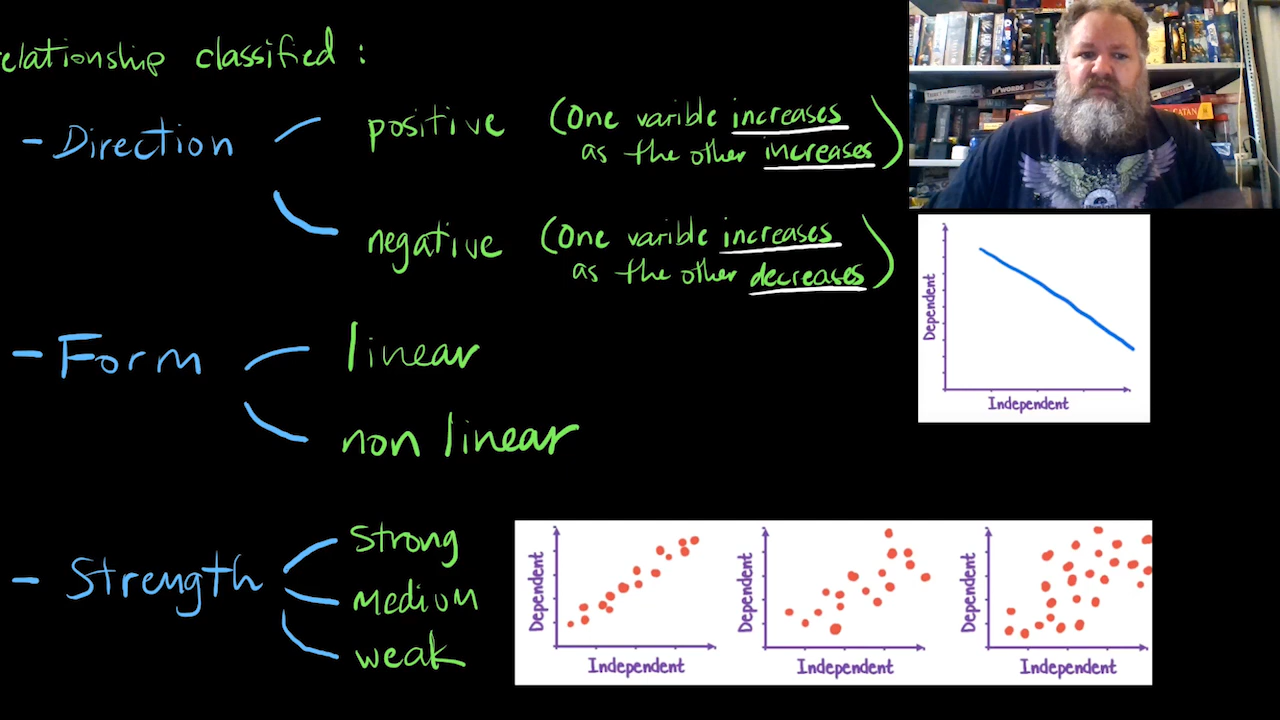 elationship classified :
- Direction
positive
(One varible increases
as the other increases)
negative
(One varible increases
as the other decreases)
- Form
linear
non linear
- Strength
Strong
Medium
weak
Dependent
Independent
Dependent
Independent
Dependent
Independent
Dependent
Independent
CATAN